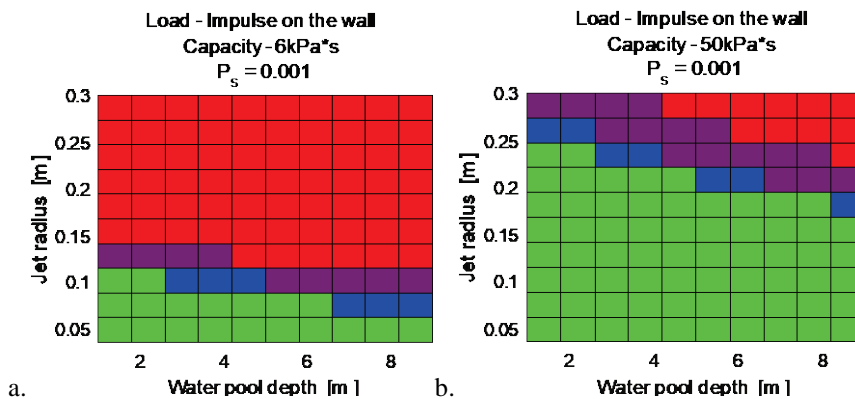 Load - Impulse on the wall
Capacity - 6kPa*s
P_s = 0.001
Jet radius [m]
0.3
0.25
0.2
0.15
0.1
0.05
2 4 6 8
Water pool depth [m]
a.
Load - Impulse on the wall
Capacity - 50kPa*s
P_s = 0.001
Jet radius [m]
0.3
0.25
0.2
0.15
0.1
0.05
2 4 6 8
Water pool depth [m]
b.